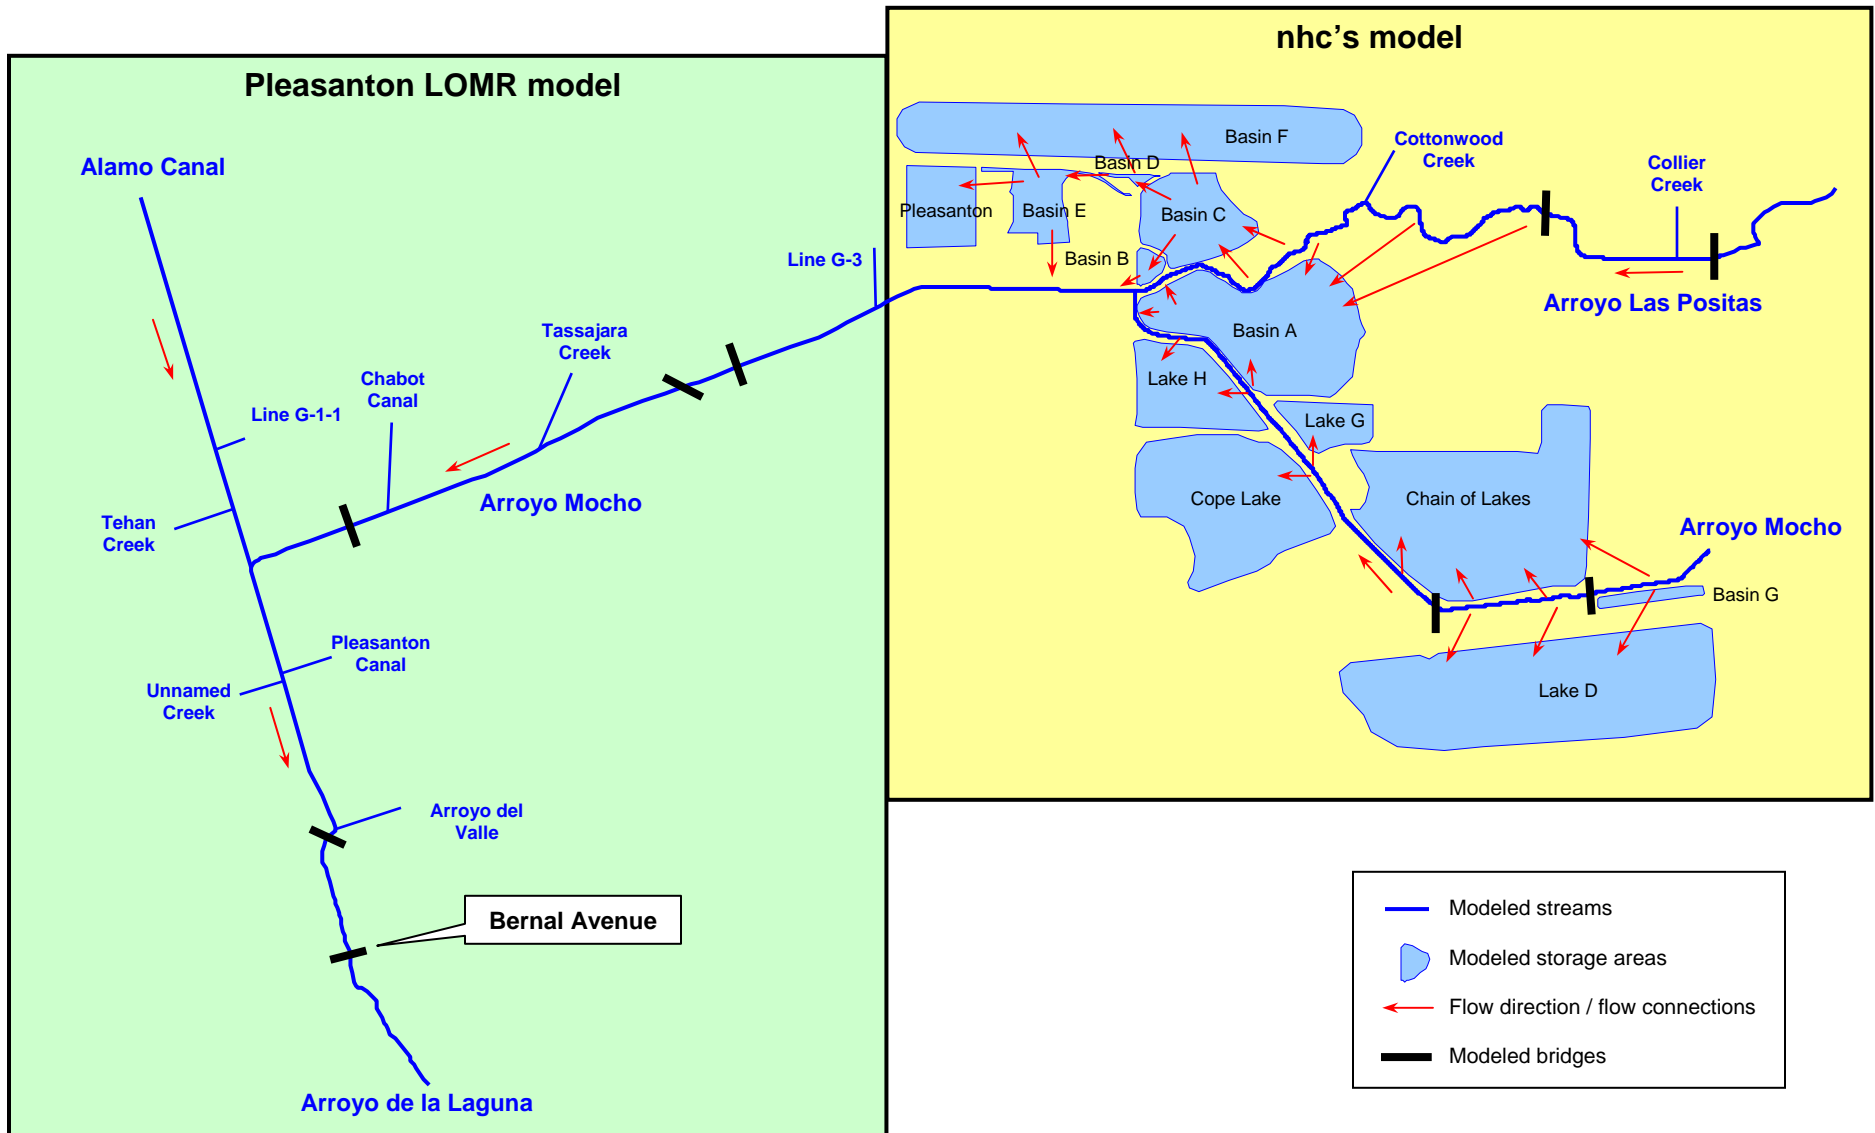 Pleasanton LOMR model
Alamo Canal
Line G-3
Tassajara
Creek
Chabot
Canal
Line G-1-1
Arroyo Mocho
Tehan
Creek
Pleasanton
Canal
Unnamed
Creek
Arroyo del
Valle
Bernal Avenue
Arroyo de la Laguna
nhc's model
Basin F
Cottonwood
Creek
Collier
Creek
Basin D
Pleasanton
Basin E
Basin C
Basin B
Arroyo Las Positas
Basin A
Lake H
Lake G
Cope Lake
Chain of Lakes
Arroyo Mocho
Basin G
Lake D
Modeled streams
Modeled storage areas
Flow direction / flow connections
Modeled bridges